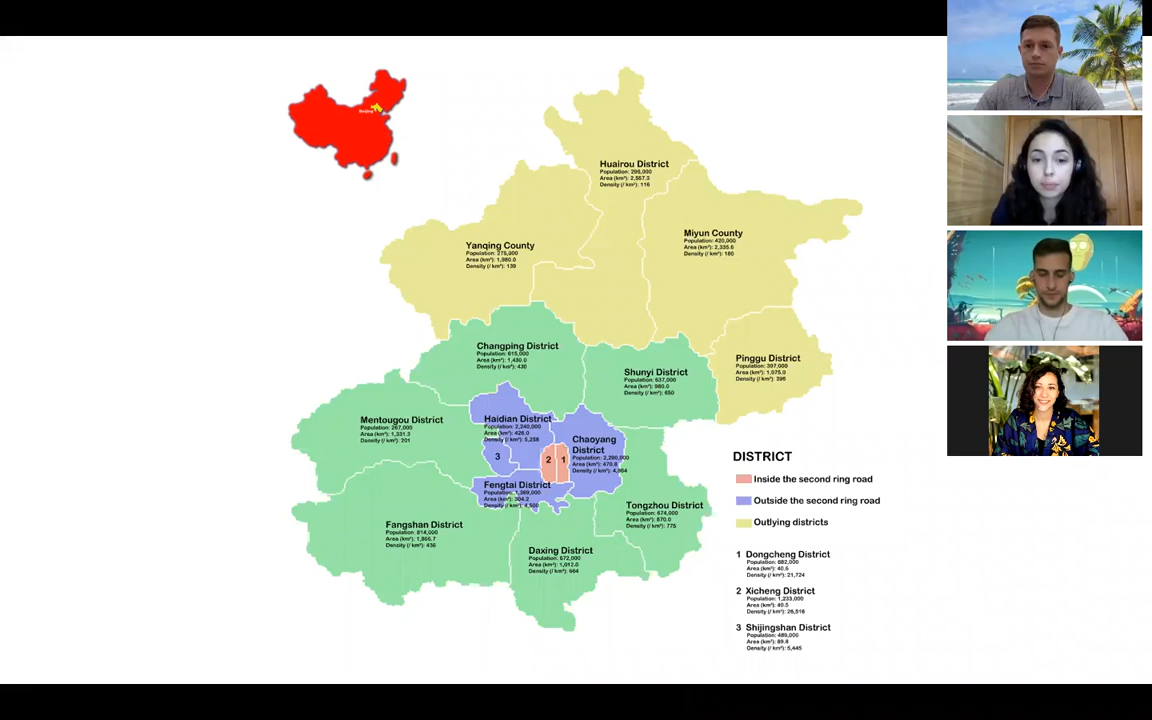 Beijing
Huairou District
Population: 296,000
Area (km²): 2,557.3
Density (/ km²): 116
Miyun County
Population: 420,000
Area (km²): 2,335.6
Density (/ km²): 180
Yanqing County
Population: 275,000
Area (km²): 1,980.0
Density (/ km²): 139
Changping District
Population: 615,000
Area (km²): 1,430.0
Density (/ km²): 430
Shunyi District
Population: 637,000
Area (km²): 980.0
Density (/ km²): 650
Pinggu District
Population: 397,000
Area (km²): 1,075.0
Density (/ km²): 396
Mentougou District
Population: 267,000
Area (km²): 1,331.3
Density (/ km²): 201
Haidian District
Population: 2,240,000
Area (km²): 426.0
Density (/ km²): 5,258
Chaoyang
District
Population: 2,290,000
Area (km²): 470.8
Density (/ km²): 4,864
3
2
1
Fengtai District
Population: 1,369,000
Area (km²): 304.2
Density (/ km²): 4,500
Tongzhou District
Population: 674,000
Area (km²): 870.0
Density (/ km²): 775
Fangshan District
Population: 814,000
Area (km²): 1,866.7
Density (/ km²): 436
Daxing District
Population: 672,000
Area (km²): 1,012.0
Density (/ km²): 664
DISTRICT
Inside the second ring road
Outside the second ring road
Outlying districts
1 Dongcheng District
Population: 882,000
Area (km²): 40.6
Density (/ km²): 21,724
2 Xicheng District
Population: 1,233,000
Area (km²): 40.5
Density (/ km²): 26,516
3 Shijingshan District
Population: 489,000
Area (km²): 89.8
Density (/ km²): 5,445